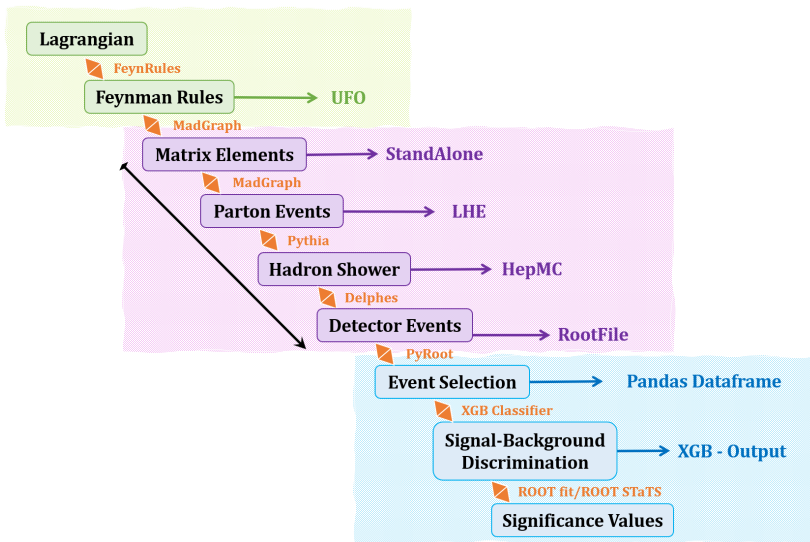 Lagrangian
FeynRules
Feynman Rules
UFO
MadGraph
Matrix Elements
StandAlone
MadGraph
Parton Events
LHE
Pythia
Hadron Shower
HepMC
Delphes
Detector Events
RootFile
PyRoot
Event Selection
Pandas Dataframe
XGB Classifier
Signal-Background
Discrimination
XGB - Output
ROOT fit/ROOT STaTS
Significance Values